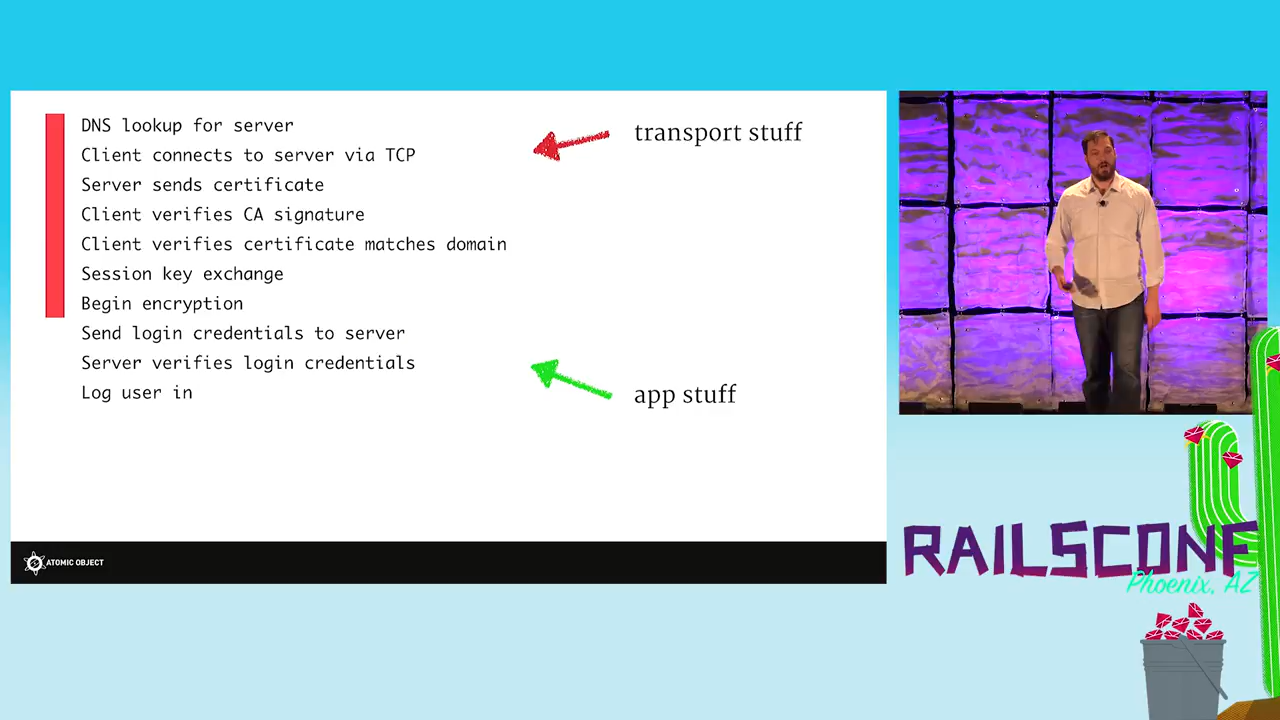 DNS lookup for server
Client connects to server via TCP
Server sends certificate
Client verifies CA signature
Client verifies certificate matches domain
Session key exchange
Begin encryption
Send login credentials to server
Server verifies login credentials
Log user in
transport stuff
app stuff
ATOMIC OBJECT
RAILSCONF
Phoenix, AZ